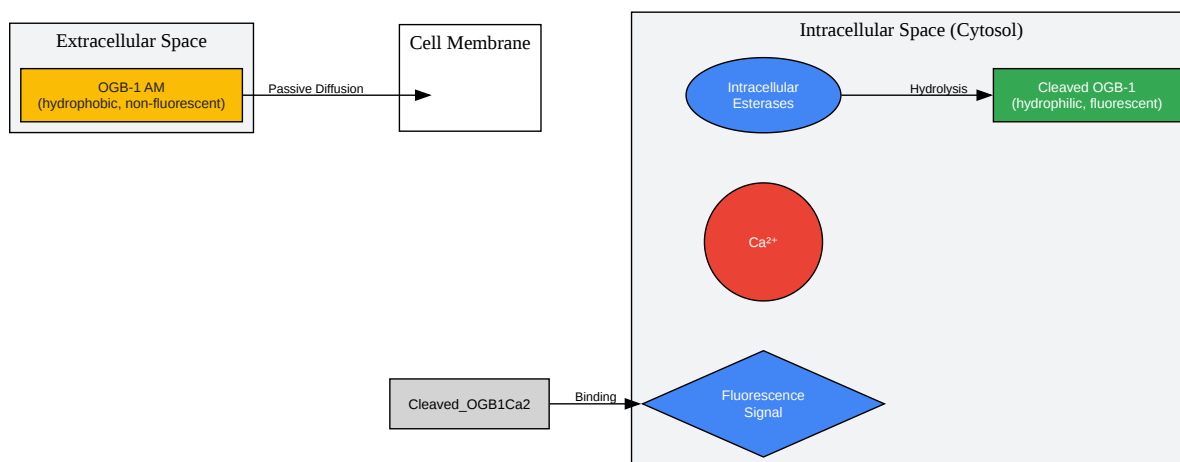 Extracellular Space
OGB-1 AM
(hydrophobic, non-fluorescent)
Passive Diffusion
Cell Membrane
Intracellular Space (Cytosol)
Intracellular
Esterases
Hydrolysis
Cleaved OGB-1
(hydrophilic, fluorescent)
Ca²⁺
Cleaved_OGB1Ca2
Binding
Fluorescence
Signal